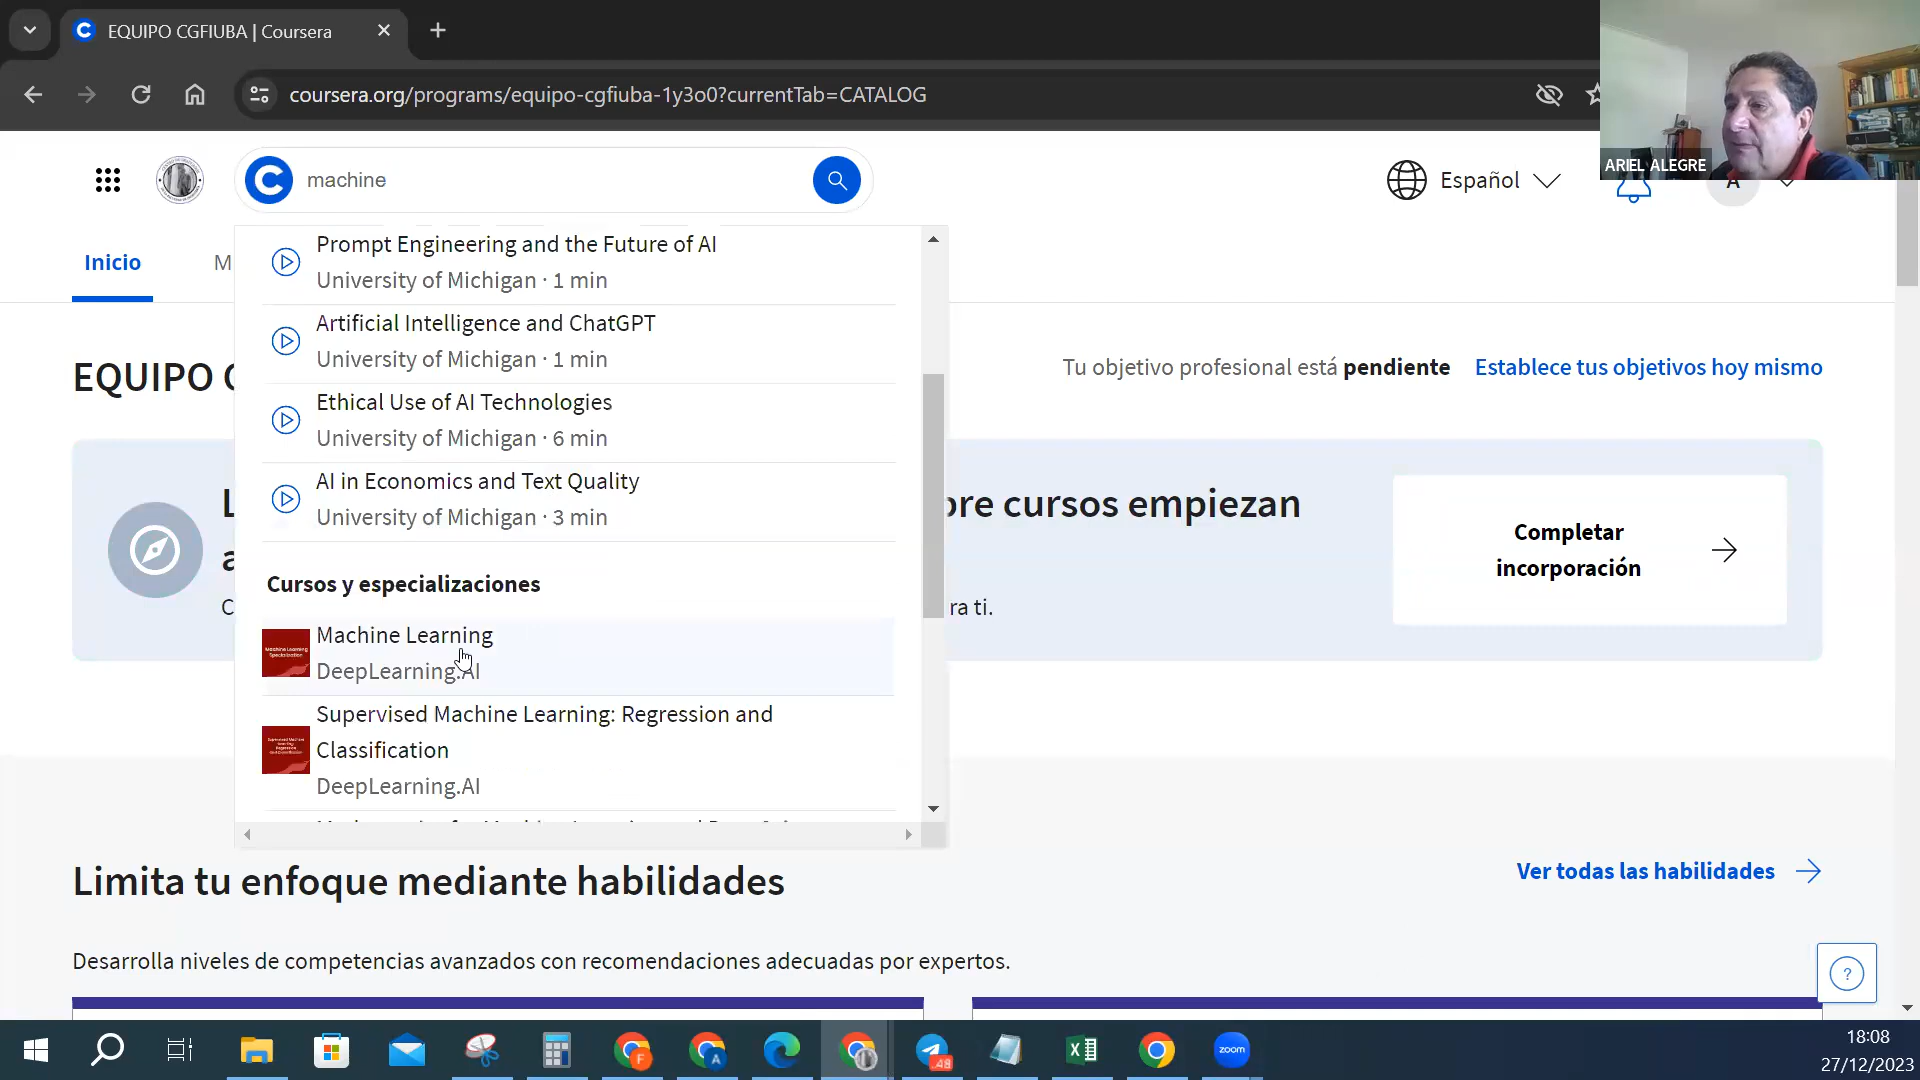 EQUIPO CGFIUBA | Coursera
coursera.org/programs/equipo-cgfiuba-1y3o0?currentTab=CATALOG
ARIEL ALEGRE
machine
Español
A
Inicio
M
Prompt Engineering and the Future of AI
University of Michigan · 1 min
Artificial Intelligence and ChatGPT
University of Michigan · 1 min
Ethical Use of AI Technologies
University of Michigan · 6 min
AI in Economics and Text Quality
University of Michigan · 3 min
Cursos y especializaciones
Machine Learning
DeepLearning.AI
Supervised Machine Learning: Regression and
Classification
DeepLearning.AI
EQUIPO
Tu objetivo profesional está pendiente
Establece tus objetivos hoy mismo
cursos empiezan
ra ti.
Completar
incorporación
Limita tu enfoque mediante habilidades
Ver todas las habilidades
Desarrolla niveles de competencias avanzados con recomendaciones adecuadas por expertos.
?
zoom
18:08
27/12/2023